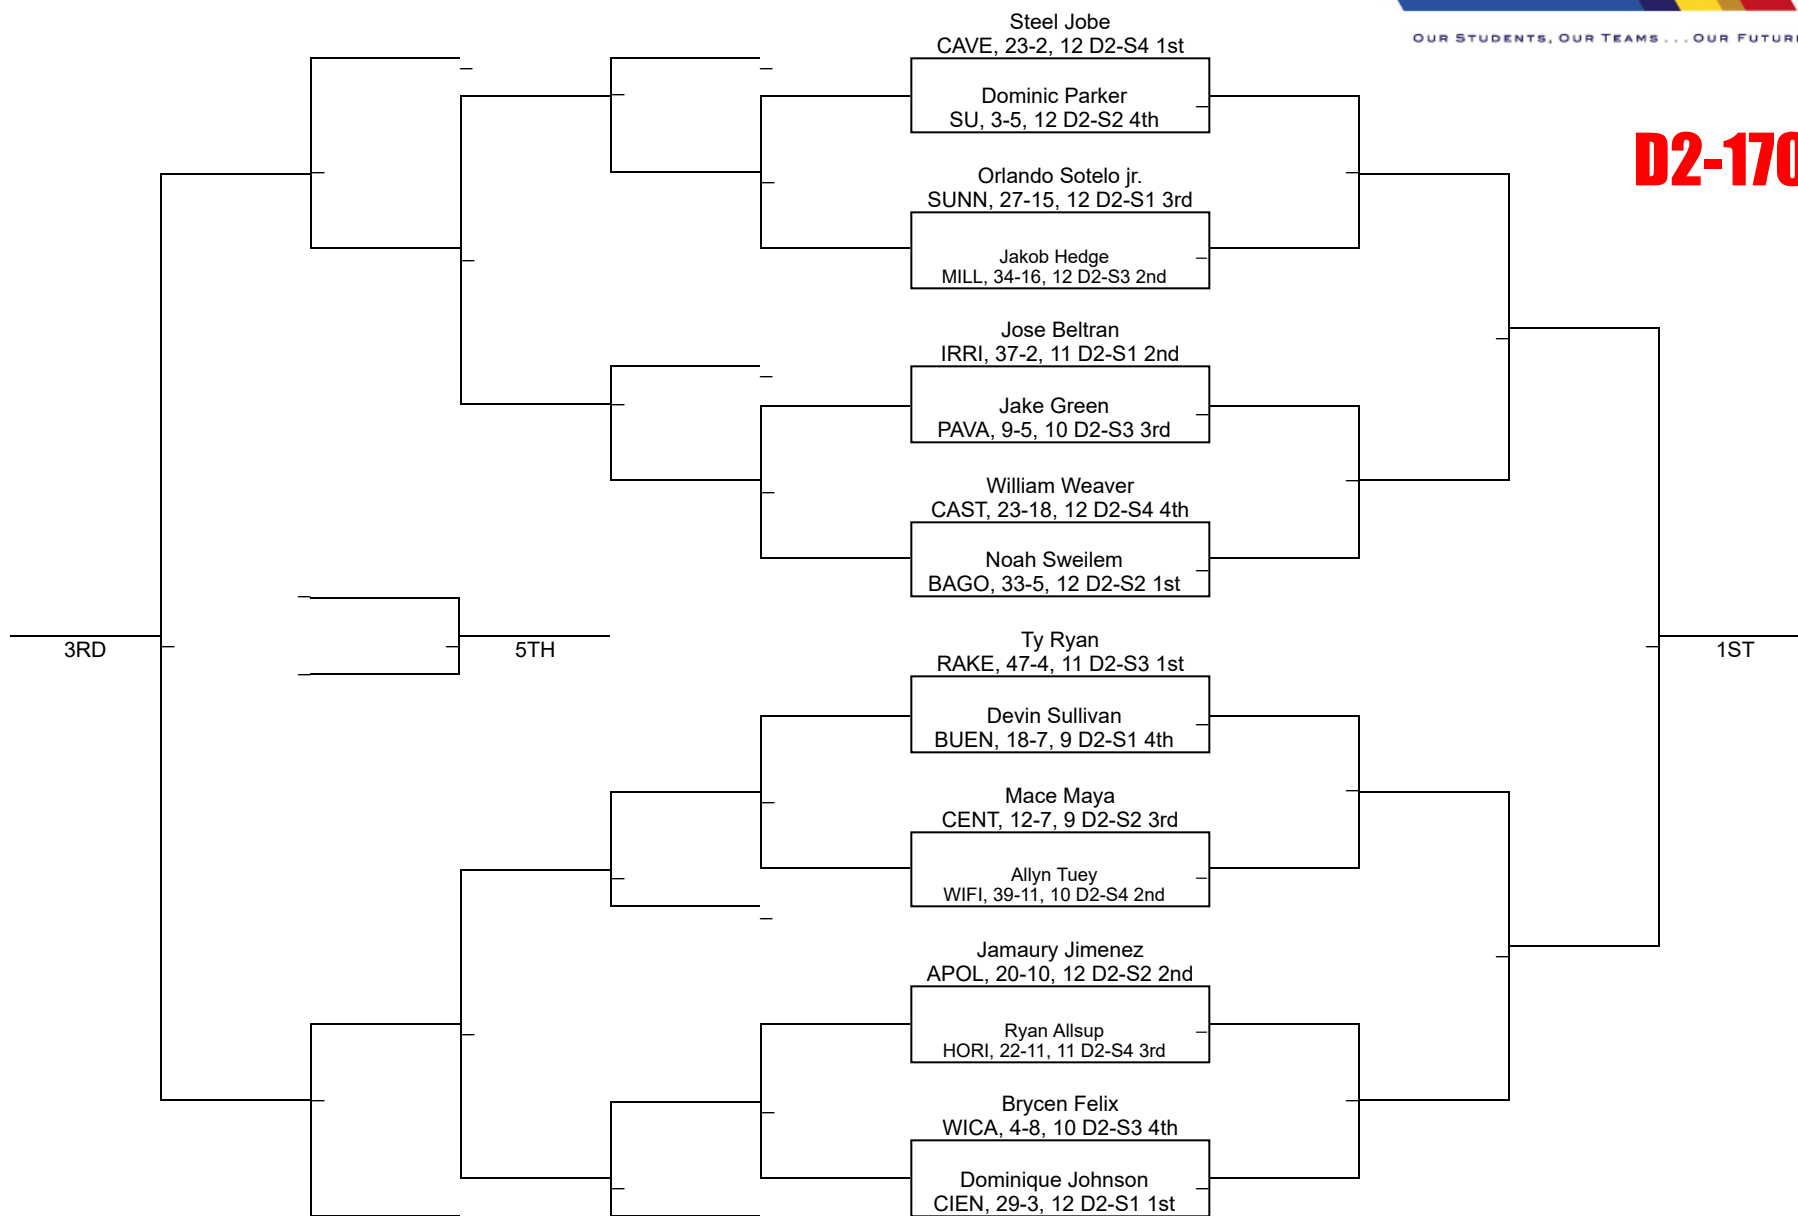 OUR STUDENTS, OUR TEAMS...OUR FUTUR
D2-170
Steel Jobe
CAVE, 23-2, 12 D2-S4 1st
Dominic Parker
SU, 3-5, 12 D2-S2 4th
Orlando Sotelo jr.
SUNN, 27-15, 12 D2-S1 3rd
Jakob Hedge
MILL, 34-16, 12 D2-S3 2nd
Jose Beltran
IRRI, 37-2, 11 D2-S1 2nd
Jake Green
PAVA, 9-5, 10 D2-S3 3rd
William Weaver
CAST, 23-18, 12 D2-S4 4th
Noah Sweilem
BAGO, 33-5, 12 D2-S2 1st
3RD
5TH
1ST
Ty Ryan
RAKE, 47-4, 11 D2-S3 1st
Devin Sullivan
BUEN, 18-7, 9 D2-S1 4th
Mace Maya
CENT, 12-7, 9 D2-S2 3rd
Allyn Tuey
WIFI, 39-11, 10 D2-S4 2nd
Jamaury Jimenez
APOL, 20-10, 12 D2-S2 2nd
Ryan Allsup
HORI, 22-11, 11 D2-S4 3rd
Brycen Felix
WICA, 4-8, 10 D2-S3 4th
Dominique Johnson
CIEN, 29-3, 12 D2-S1 1st